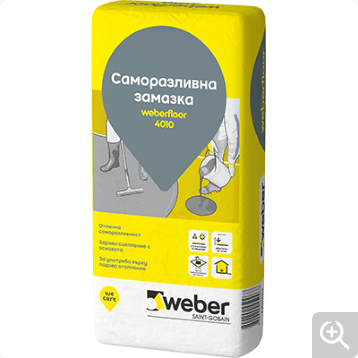 Саморазливна
замазка
weberfloor
4010
Отлична
саморазливност
Здраво сцепление с
основата
За употреба върху
подово отопление
we
care
weber
SAINT-GOBAIN
weber